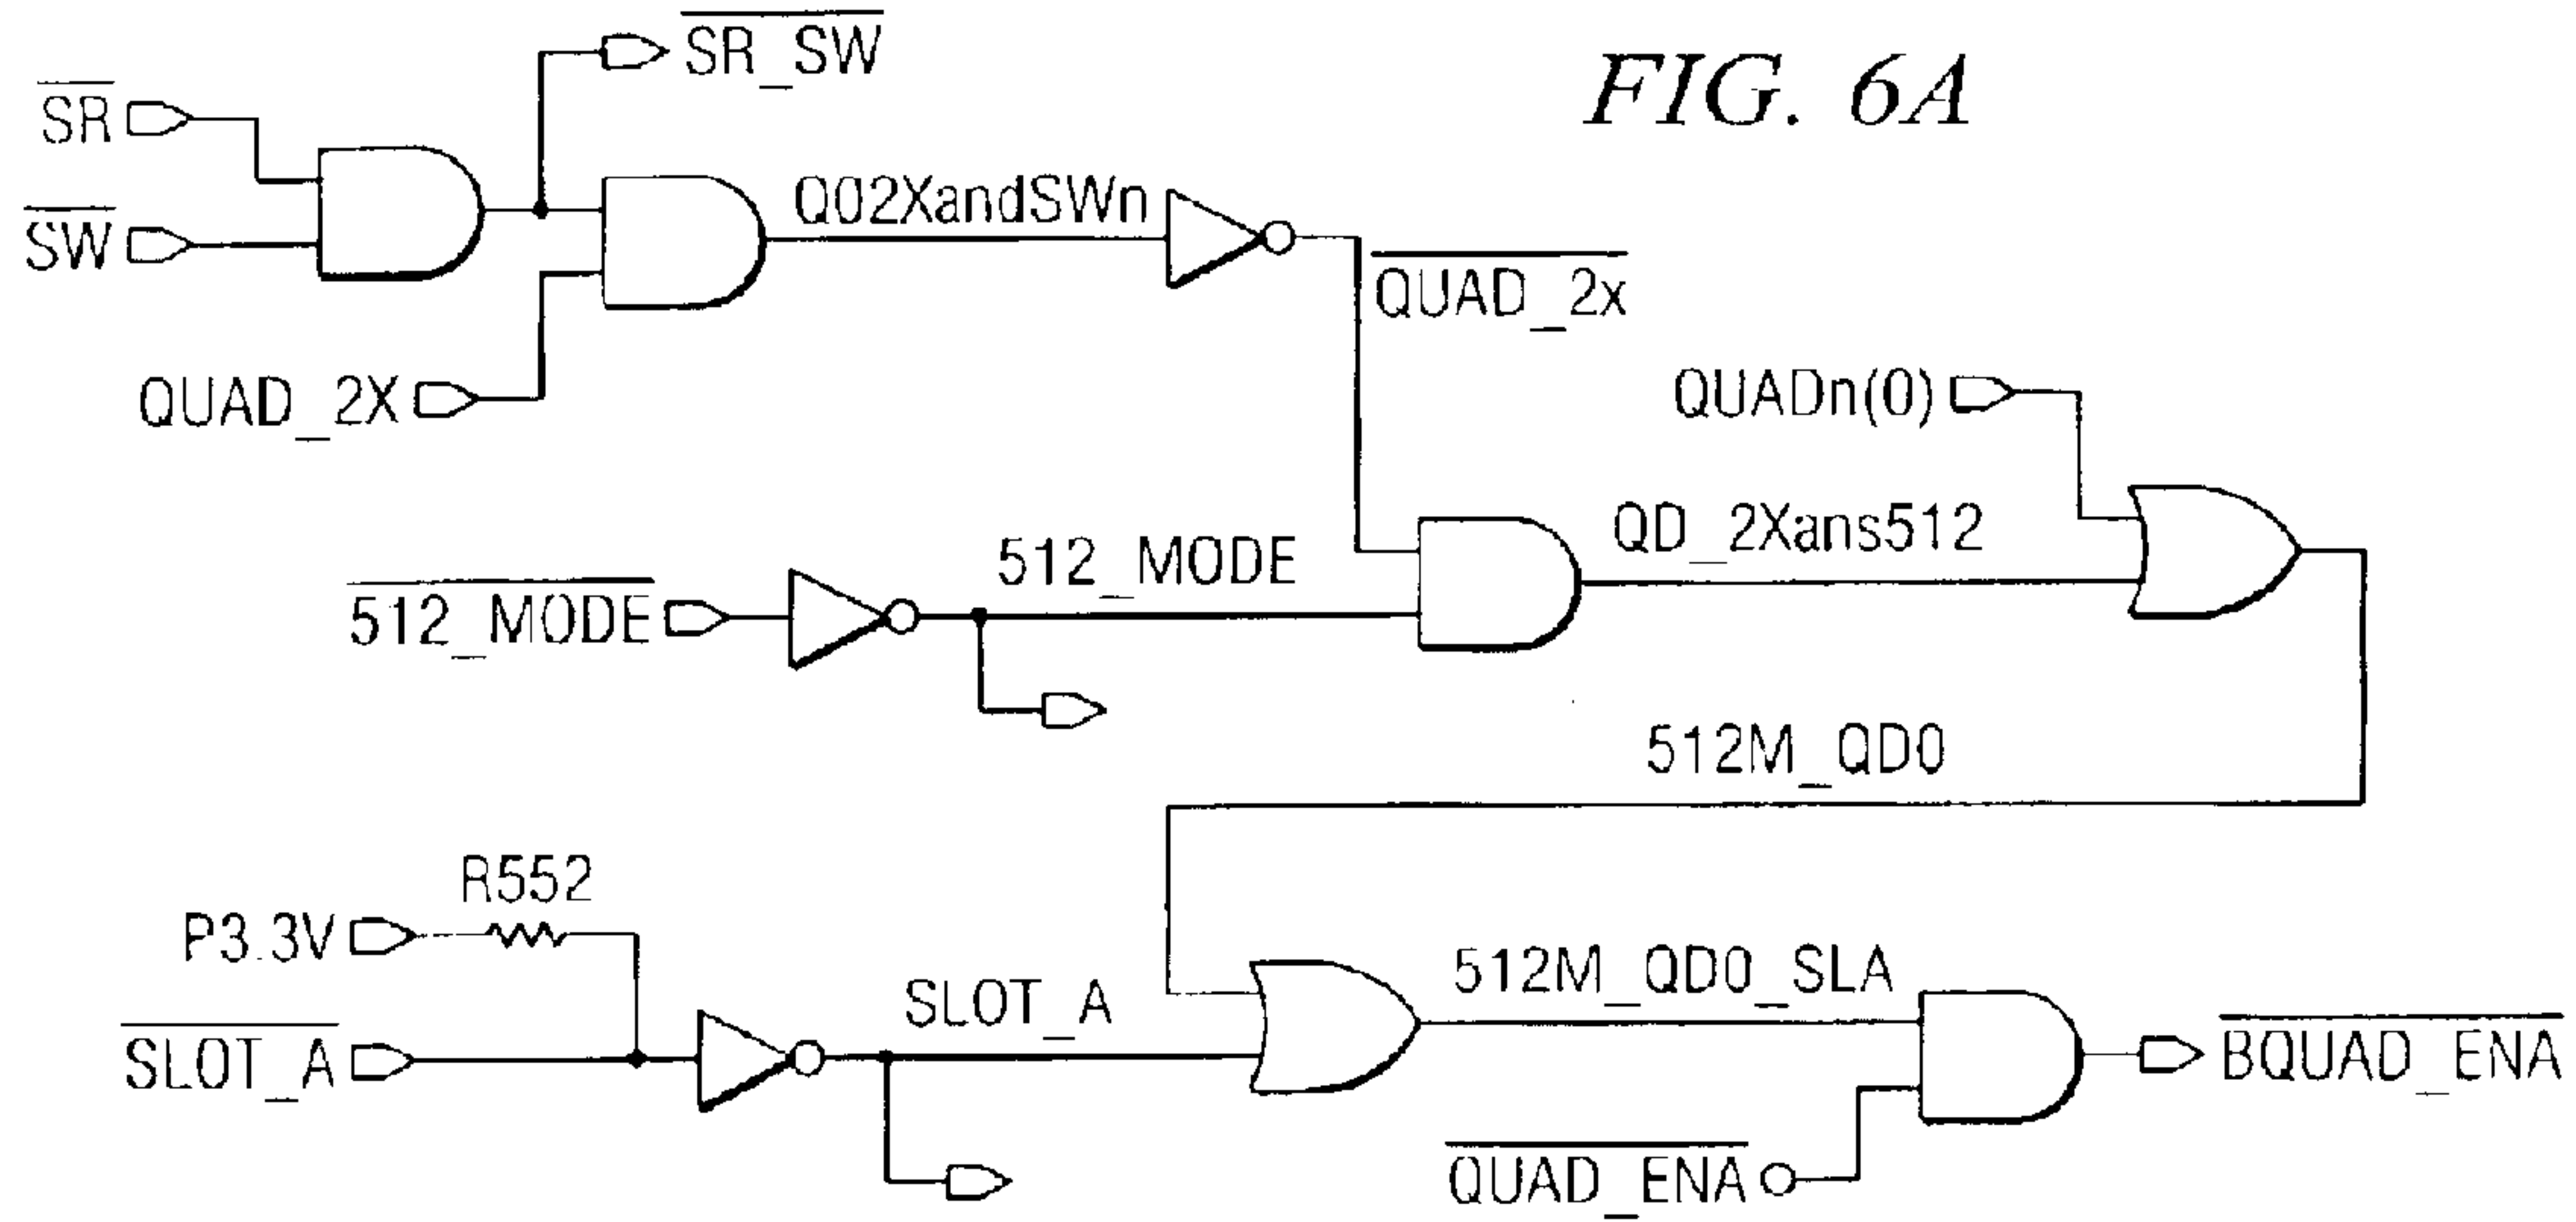 FIG. 6A
SR_SW
SR
SW
Q02XandSWn
QUAD_2x
QUAD_2X
QUADn(0)
QD_2Xans512
512_MODE
512_MODE
512M_QD0
R552
P3.3V
512M_QD0_SLA
SLOT_A
SLOT_A
BQUAD_ENA
QUAD_ENA